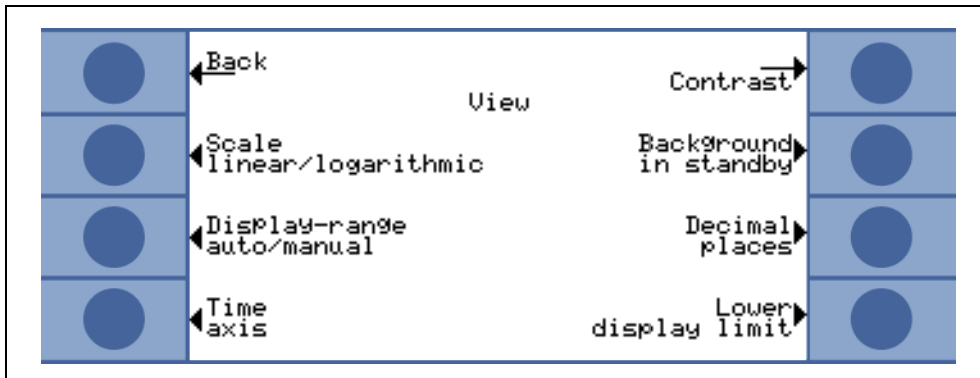 Back
Contrast
View
Scale
linear/logarithmic
Background
in standby
Display-range
auto/manual
Decimal
places
Time
axis
Lower
display limit